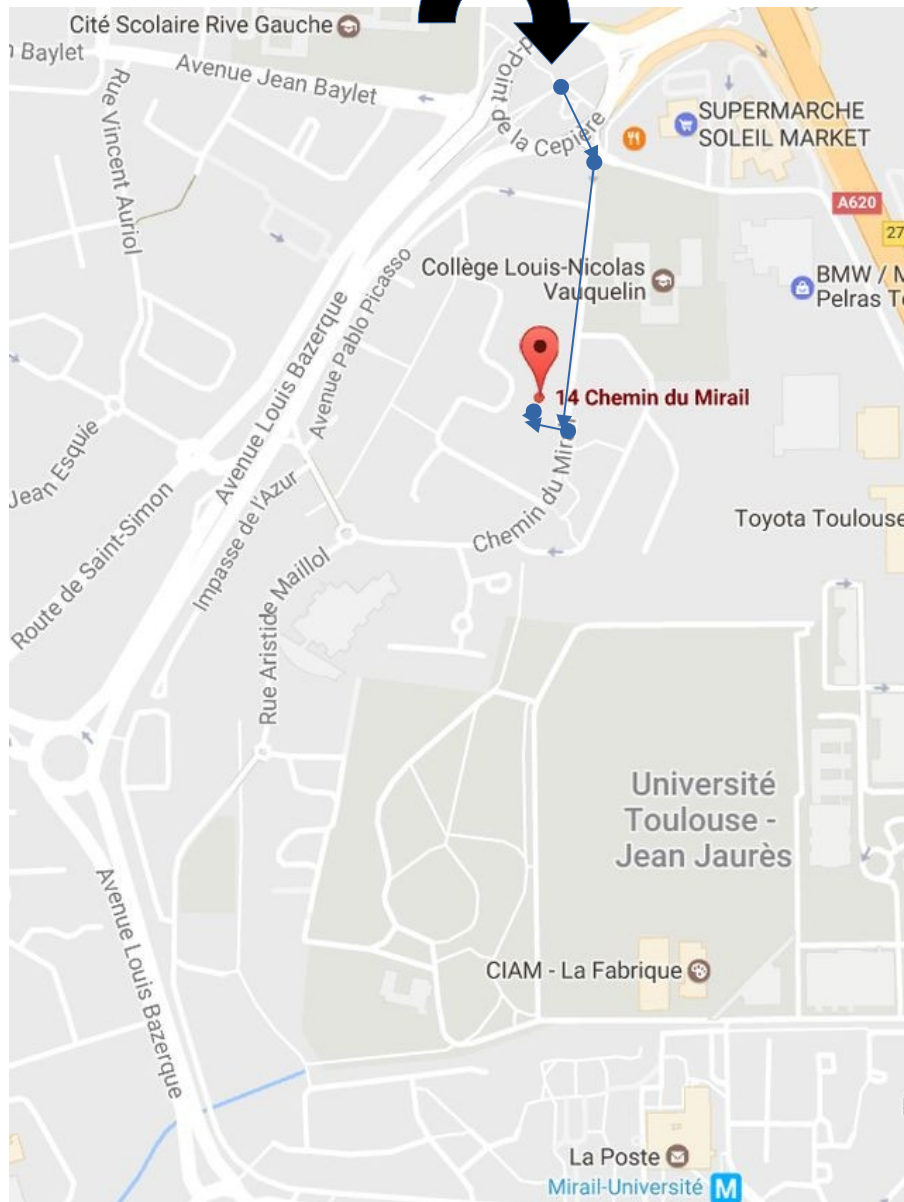 Cité Scolaire Rive Gauche
Baylet
Avenue Jean Baylet
Rue Vincent Auriol
d-Point de la Cepière
SUPERMARCHE
SOLEIL MARKET
A620
27
Collège Louis-Nicolas
Vauquelin
BMW / M
Pelras To
Avenue Pablo Picasso
Avenue Louis Bazerque
14 Chemin du Mirail
Jean Esquie
Route de Saint-Simon
Impasse de l'Azur
Chemin du Mirail
Toyota Toulouse
Rue Aristide Maillol
Université
Toulouse -
Jean Jaurès
Avenue Louis Bazerque
CIAM - La Fabrique
La Poste
Mirail-Université M